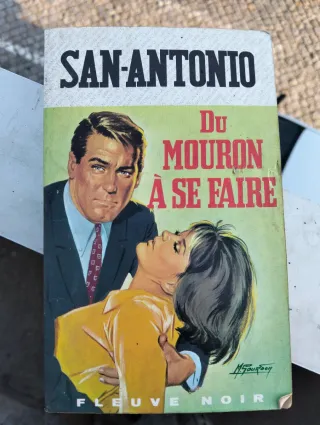 SAN-ANTONIO
DU
MOURON
À SE FAIRE
FLEUVE NOIR